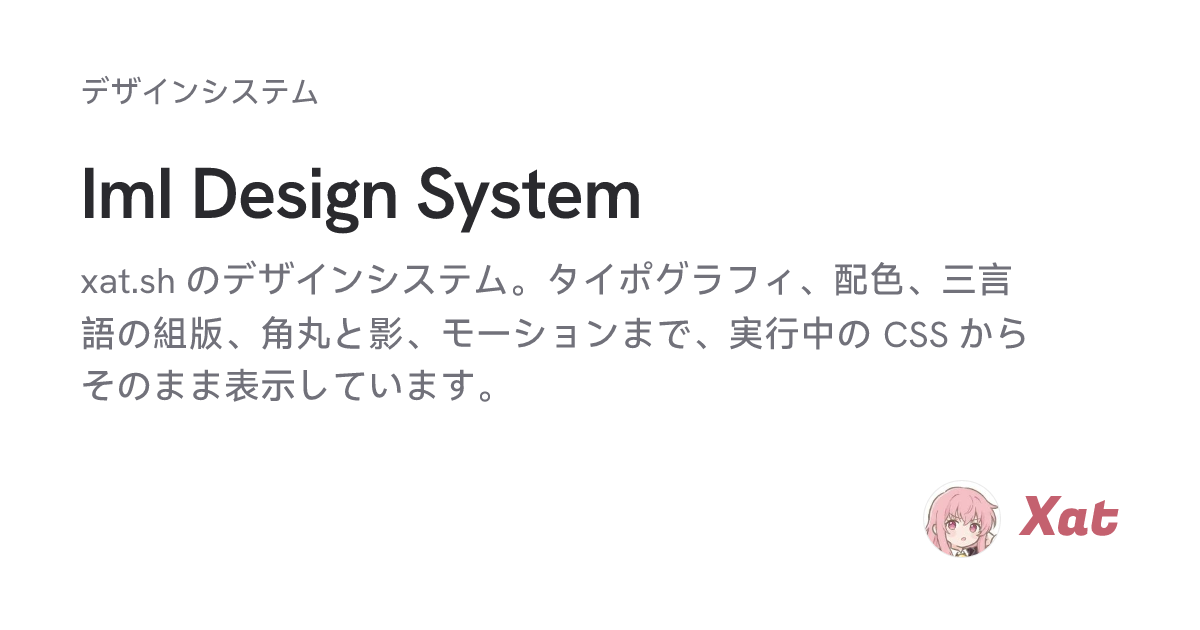 デザインシステム
Iml Design System
xat.sh のデザインシステム。タイポグラフィ、配色、三言
語の組版、角丸と影、モーションまで、実行中の CSS から
そのまま表示しています。
Xat